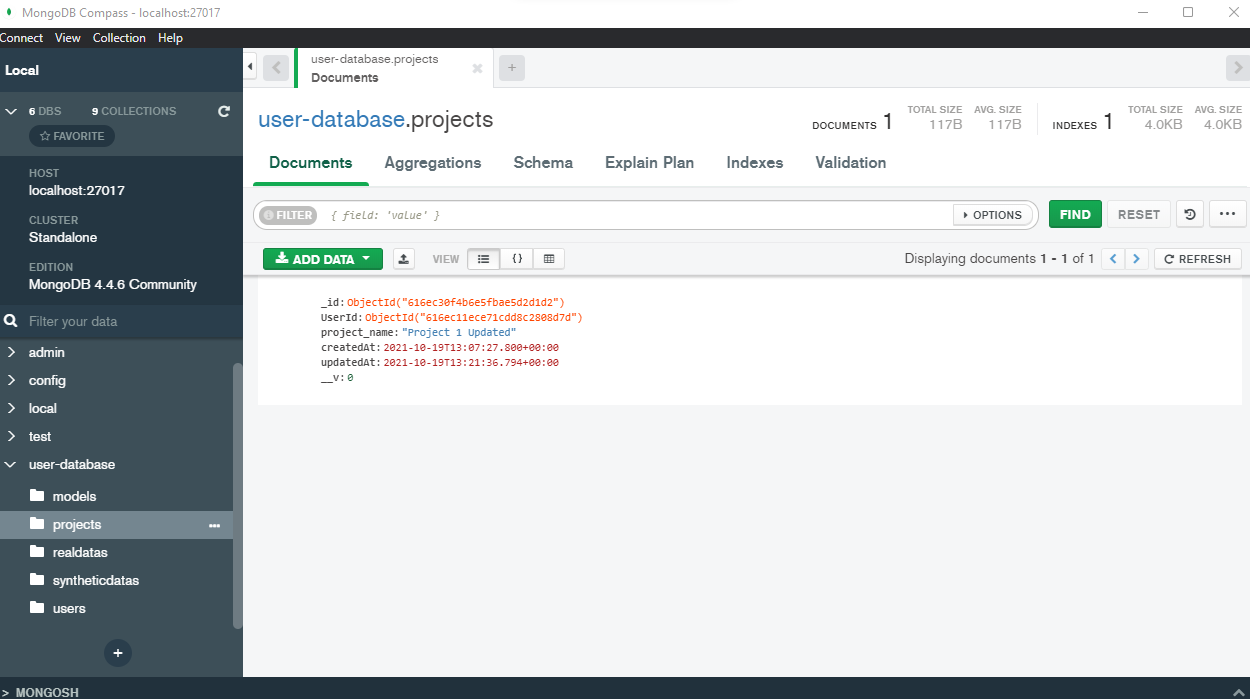 MongoDB Compass - localhost:27017
Connect View Collection Help
Local
6 DBS 9 COLLECTIONS
FAVORITE
HOST
localhost:27017
CLUSTER
Standalone
EDITION
MongoDB 4.4.6 Community
Filter your data
admin
config
local
test
user-database
models
projects
realdatas
syntheticdatas
users
+
> MONGOSH
user-database.projects
Documents
+
user-database.projects
DOCUMENTS 1 TOTAL SIZE 117B AVG. SIZE 117B INDEXES 1 TOTAL SIZE 4.0KB AVG. SIZE 4.0KB
Documents Aggregations Schema Explain Plan Indexes Validation
FILTER { field: 'value' } OPTIONS FIND RESET ...
ADD DATA VIEW {} Displaying documents 1 - 1 of 1 < > REFRESH
_id: ObjectId("616ec30f4b6e5fbae5d2d1d2")
UserId: ObjectId("616ec11ece71cdd8c2808d7d")
project_name: "Project 1 Updated"
createdAt: 2021-10-19T13:07:27.800+00:00
updatedAt: 2021-10-19T13:21:36.794+00:00
__v: 0